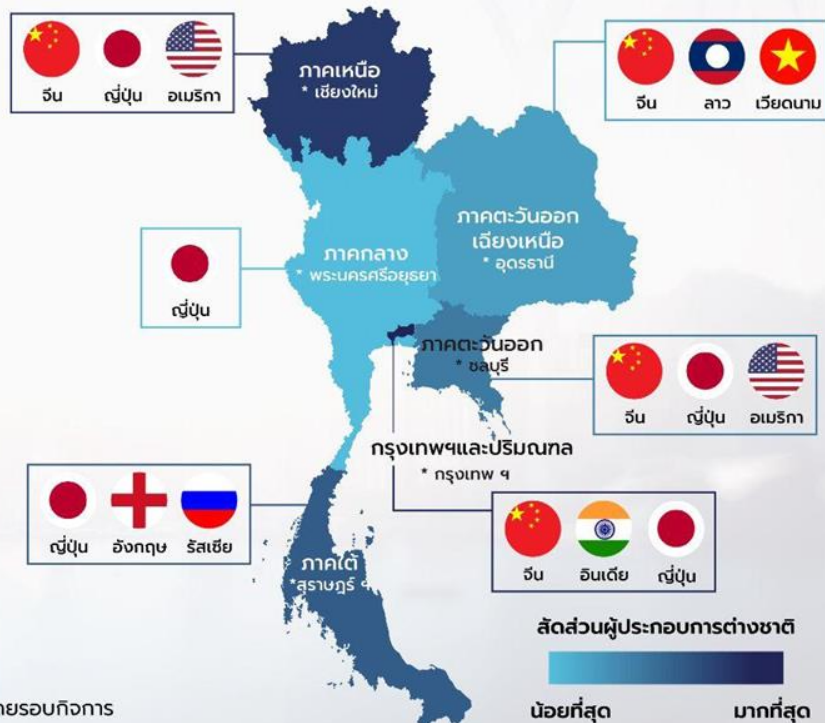 จีน ญี่ปุ่น อเมริกา
ภาคเหนือ
* เชียงใหม่
จีน ลาว เวียดนาม
ภาคตะวันออก
เฉียงเหนือ
* อุดรธานี
ภาคกลาง
* พระนครศรีอยุธยา
ญี่ปุ่น
ภาคตะวันออก
* ชลบุรี
จีน ญี่ปุ่น อเมริกา
กรุงเทพฯและปริมณฑล
* กรุงเทพ ฯ
ญี่ปุ่น อังกฤษ รัสเซีย
จีน อินเดีย ญี่ปุ่น
ภาคใต้
*สุราษฎร์ ฯ
สัดส่วนผู้ประกอบการต่างชาติ
น้อยที่สุด มากที่สุด
ายรอบกิจการ